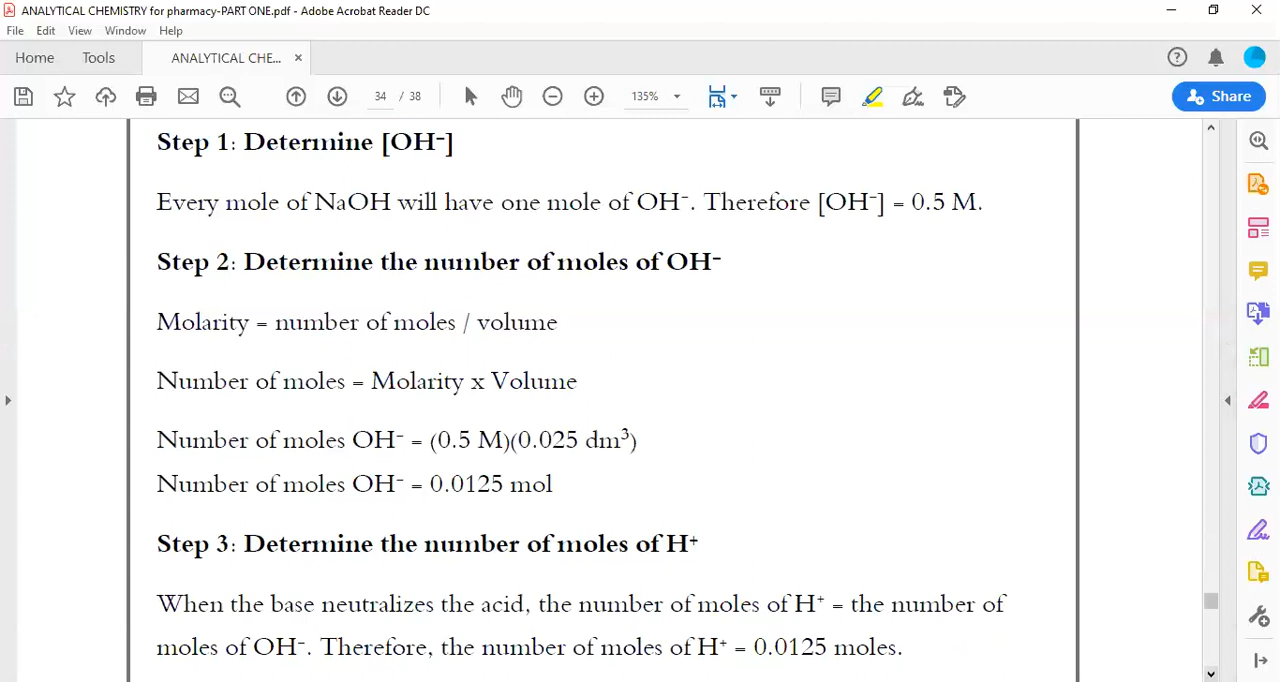 ANALYTICAL CHEMISTRY for pharmacy-PART ONE.pdf - Adobe Acrobat Reader DC
File Edit View Window Help
Home Tools ANALYTICAL CHE... ×
34 / 38 135% Share
Step 1: Determine [OH⁻]
Every mole of NaOH will have one mole of OH⁻. Therefore [OH⁻] = 0.5 M.
Step 2: Determine the number of moles of OH⁻
Molarity = number of moles / volume
Number of moles = Molarity x Volume
Number of moles OH⁻ = (0.5 M)(0.025 dm³)
Number of moles OH⁻ = 0.0125 mol
Step 3: Determine the number of moles of H⁺
When the base neutralizes the acid, the number of moles of H⁺ = the number of
moles of OH⁻. Therefore, the number of moles of H⁺ = 0.0125 moles.